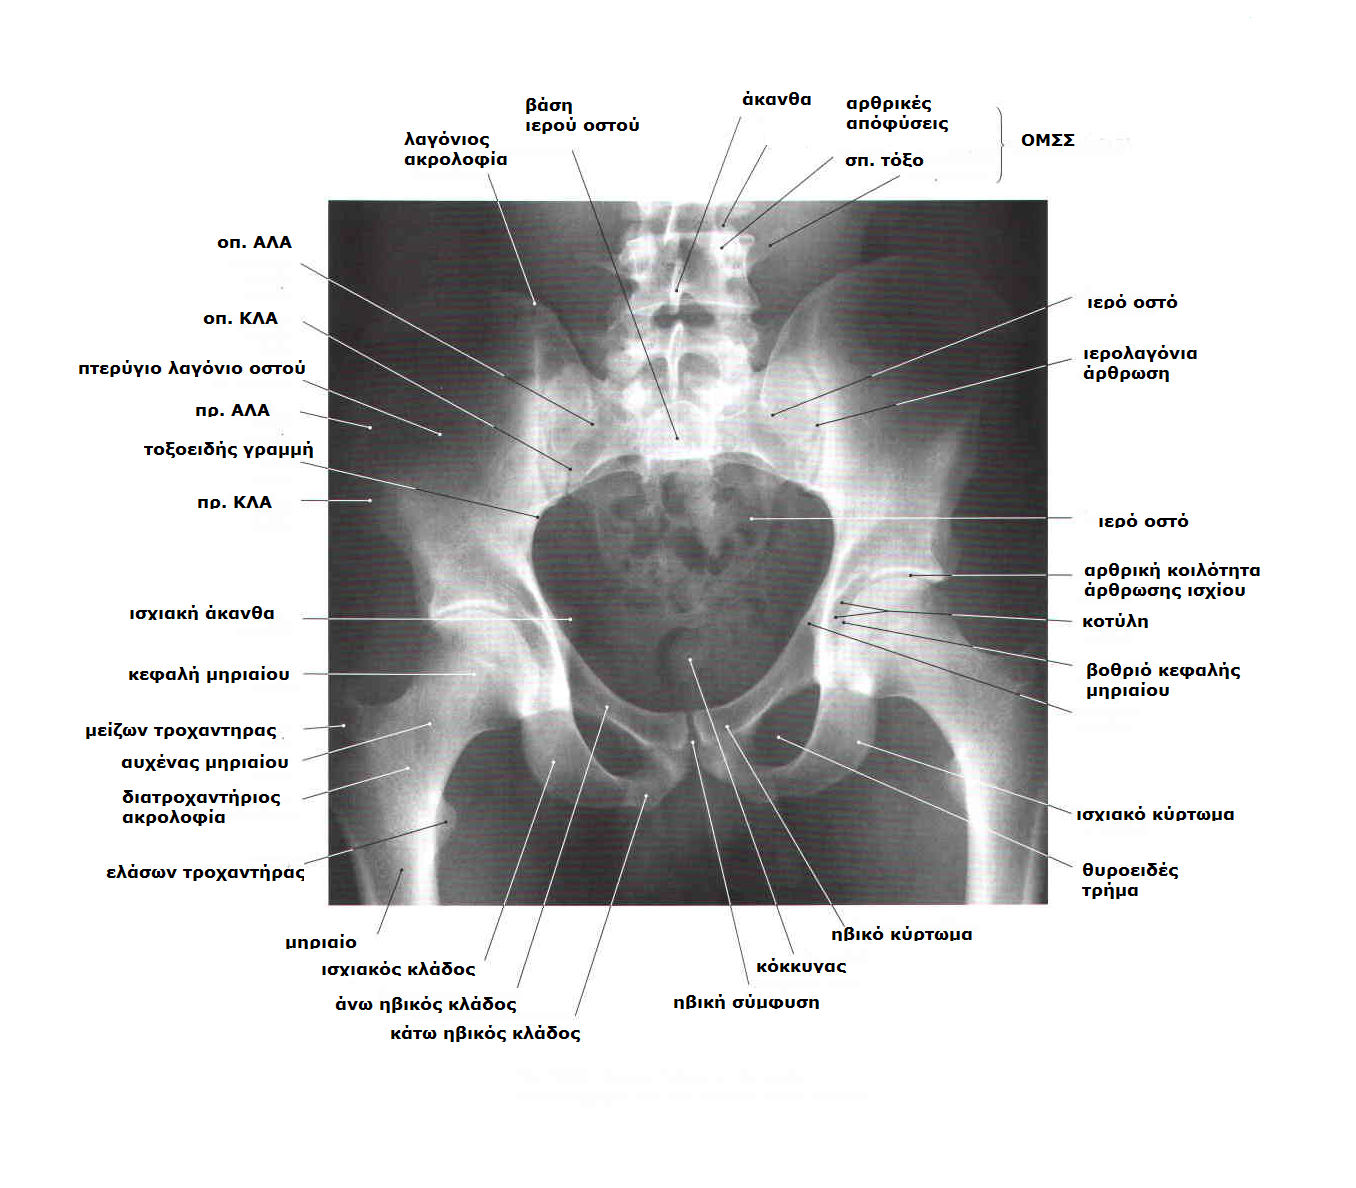 βάση
ιερού οστού
άκανθα
αρθρικές
απόφύσεις
ΟΜΣΣ
λαγόνιος
ακρολοφία
σπ. τόξο
οπ. ΑΛΑ
οπ. ΚΛΑ
πτερύγιο λαγόνιο οστού
πρ. ΑΛΑ
τοξοειδής γραμμή
πρ. ΚΛΑ
ισχιακή άκανθα
κεφαλή μηριαίου
μείζων τροχαντηρας
αυχένας μηριαίου
διατροχαντήριος
ακρολοφία
ελάσων τροχαντήρας
ιερό οστό
ιερολαγόνια
άρθρωση
ιερό οστό
αρθρική κοιλότητα
άρθρωσης ισχίου
κοτύλη
βοθριό κεφαλής
μηριαίου
ισχιακό κύρτωμα
θυροειδές
τρήμα
μηριαίο
ισχιακός κλάδος
άνω ηβικός κλάδος
κάτω ηβικός κλάδος
ηβικό κύρτωμα
κόκκυγας
ηβική σύμφυση